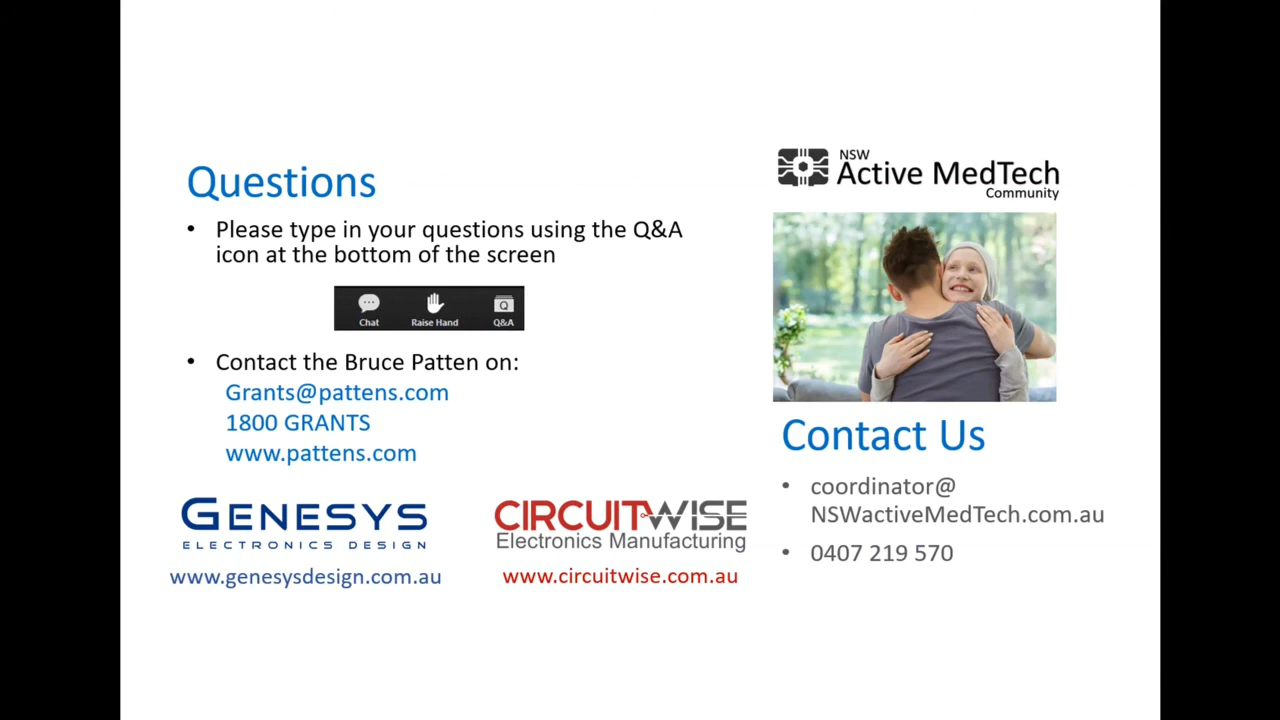 Questions
• Please type in your questions using the Q&A
icon at the bottom of the screen
Chat Raise Hand Q&A
• Contact the Bruce Patten on:
Grants@pattens.com
1800 GRANTS
www.pattens.com
GENESYS
ELECTRONICS DESIGN
www.genesysdesign.com.au
CIRCUITWISE
Electronics Manufacturing
www.circuitwise.com.au
NSW
Active MedTech
Community
Contact Us
• coordinator@
NSWactiveMedTech.com.au
• 0407 219 570